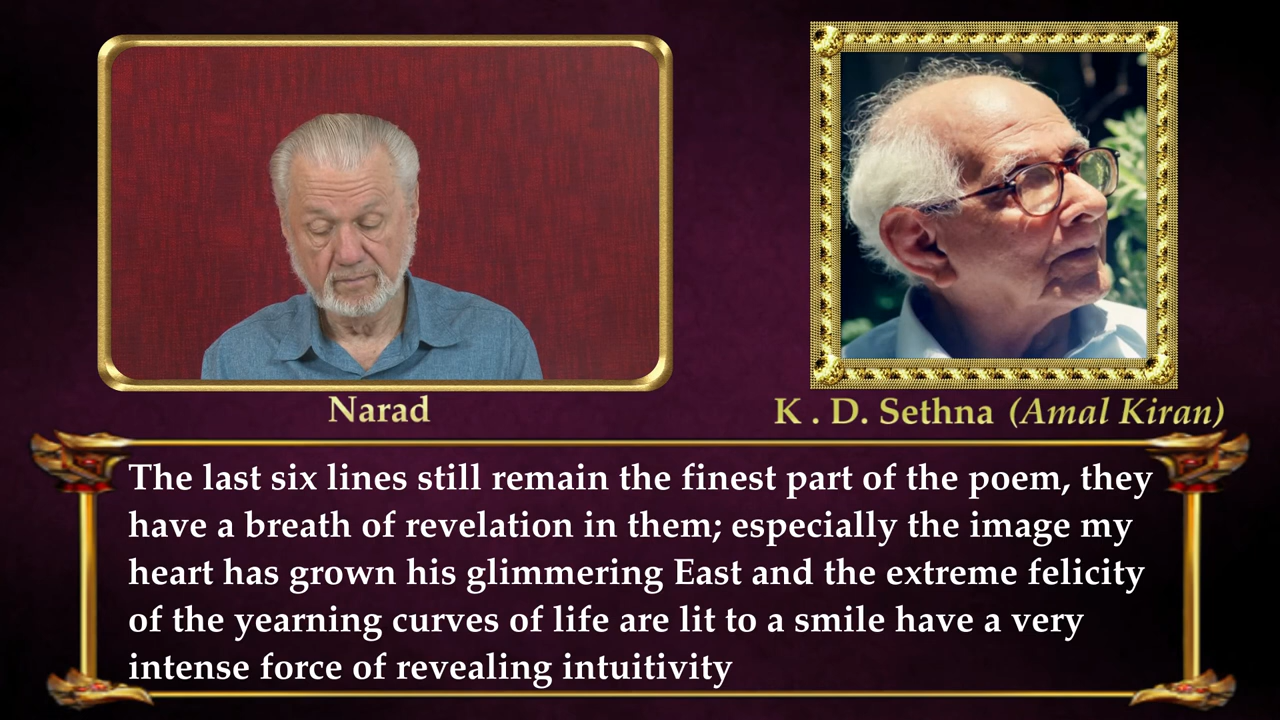 Narad
K . D. Sethna (Amal Kiran)
The last six lines still remain the finest part of the poem, they
have a breath of revelation in them; especially the image my
heart has grown his glimmering East and the extreme felicity
of the yearning curves of life are lit to a smile have a very
intense force of revealing intuitivity